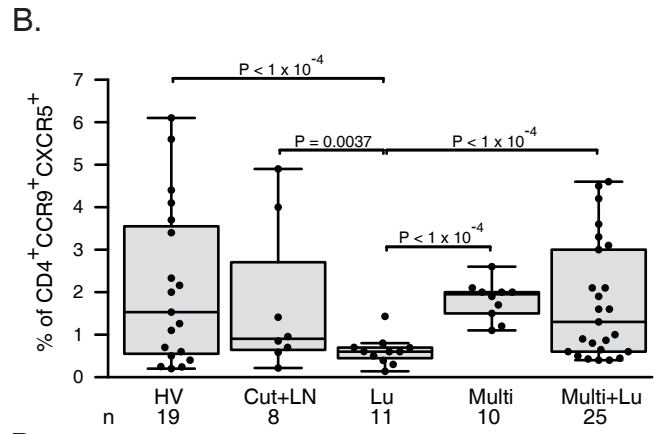 B.
P < 1 x 10⁻⁴
P = 0.0037 P < 1 x 10⁻⁴
P < 1 x 10⁻⁴
% of CD4⁺CCR9⁺CXCR5⁺
7
6
5
4
3
2
1
0
HV Cut+LN Lu Multi Multi+Lu
n 19 8 11 10 25